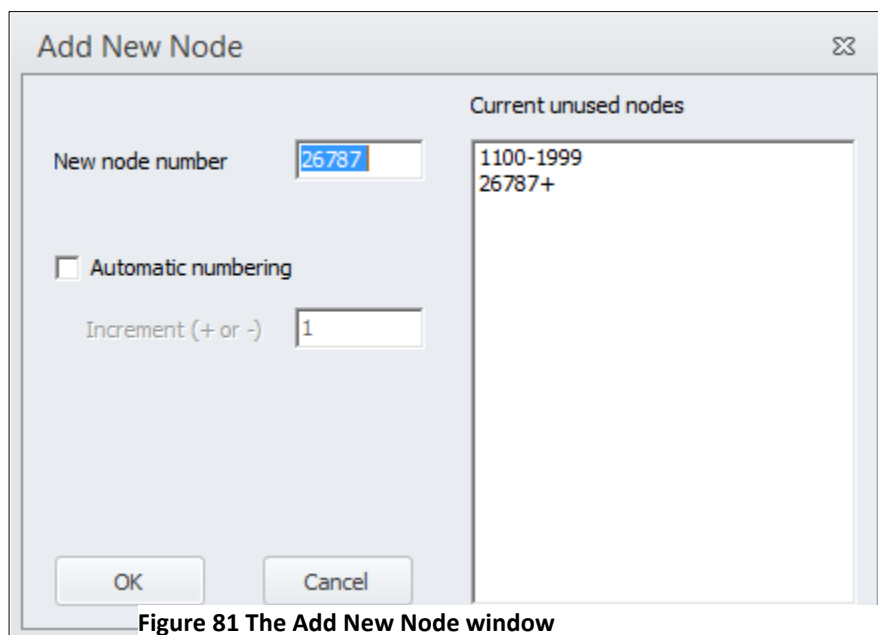 Add New Node
Current unused nodes
New node number
26787
1100-1999
26787+
Automatic numbering
Increment (+ or -)
1
OK
Cancel
Figure 81 The Add New Node window